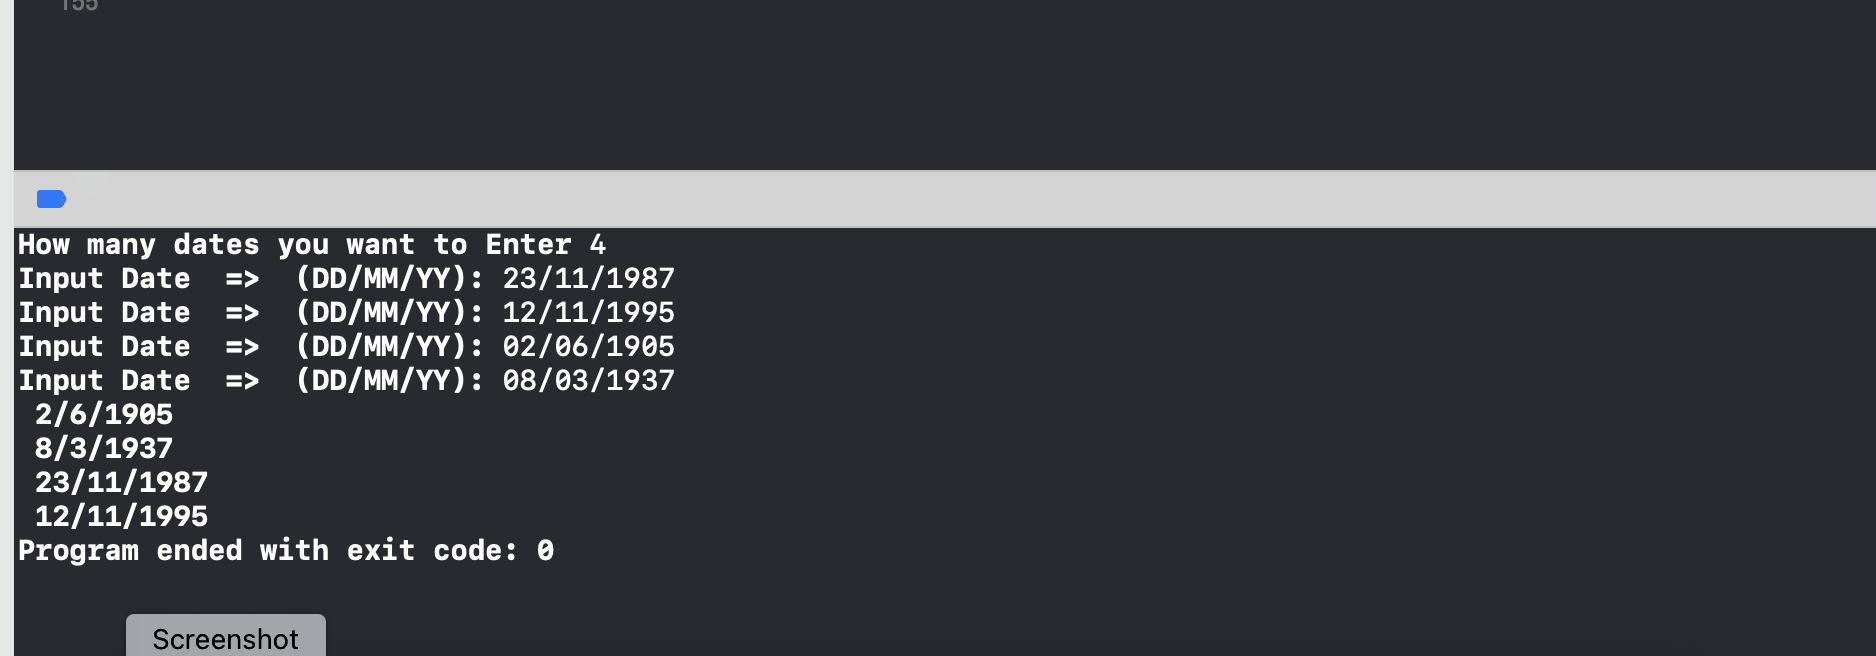 How many dates you want to Enter 4
Input Date  =>  (DD/MM/YY): 23/11/1987
Input Date  =>  (DD/MM/YY): 12/11/1995
Input Date  =>  (DD/MM/YY): 02/06/1905
Input Date  =>  (DD/MM/YY): 08/03/1937
2/6/1905
8/3/1937
23/11/1987
12/11/1995
Program ended with exit code: 0
Screenshot